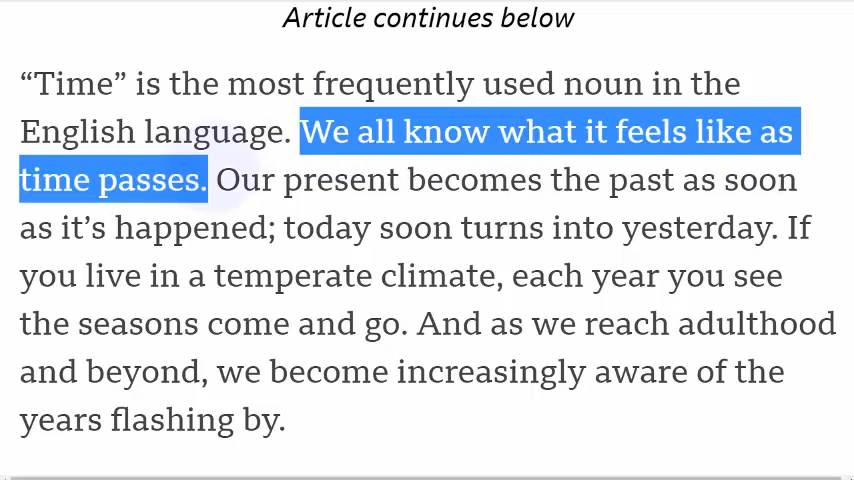 Article continues below
“Time” is the most frequently used noun in the
English language. We all know what it feels like as
time passes. Our present becomes the past as soon
as it’s happened; today soon turns into yesterday. If
you live in a temperate climate, each year you see
the seasons come and go. And as we reach adulthood
and beyond, we become increasingly aware of the
years flashing by.